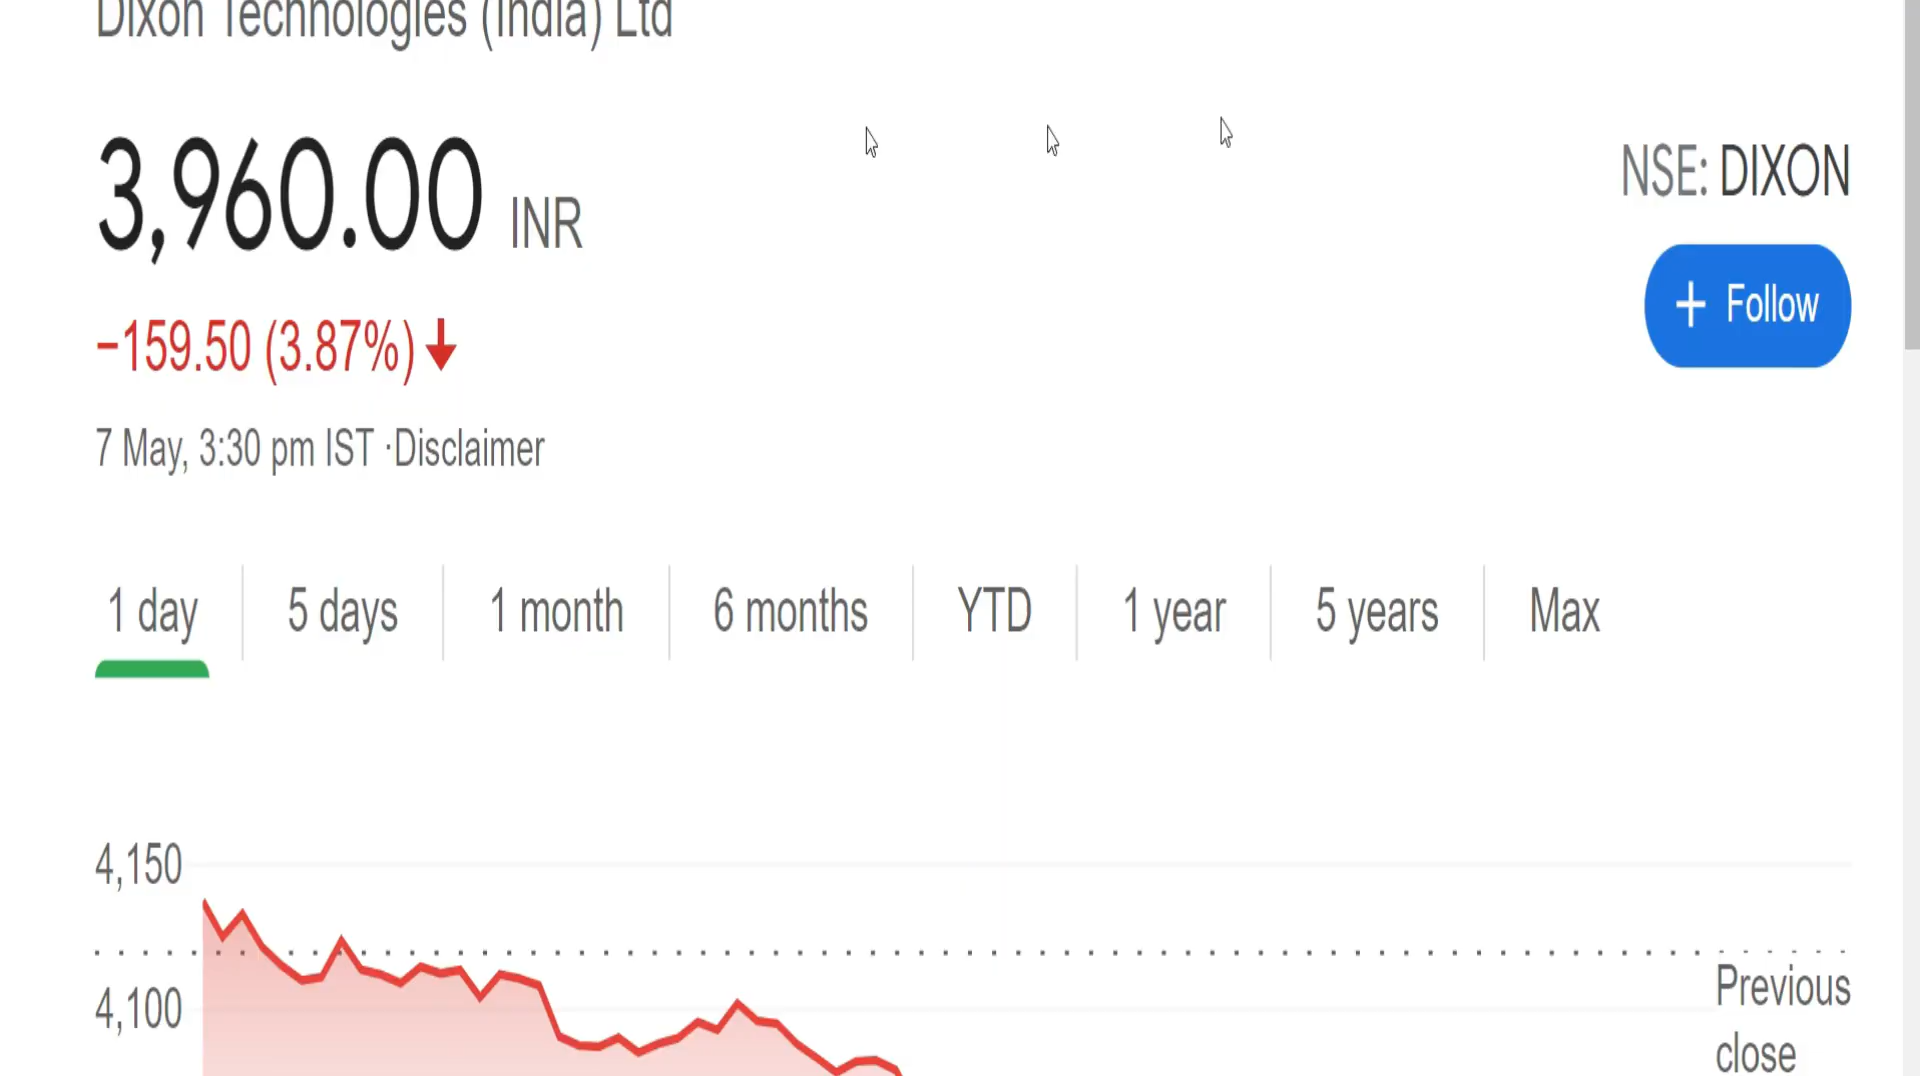 Dixon Technologies (India) Ltd
3,960.00 INR
NSE: DIXON
+ Follow
−159.50 (3.87%)
7 May, 3:30 pm IST ·Disclaimer
1 day
5 days
1 month
6 months
YTD
1 year
5 years
Max
4,150
4,100
Previous
close